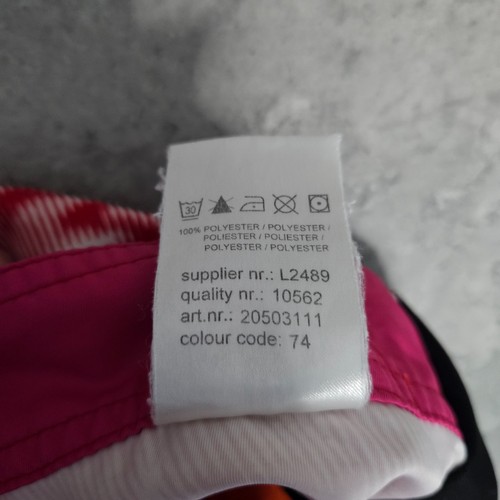 30
100% POLYESTER / POLYESTER /
POLIESTER / POLIESTER /
POLYESTER / POLYESTER
supplier nr.: L2489
quality nr.: 10562
art.nr.: 20503111
colour code: 74